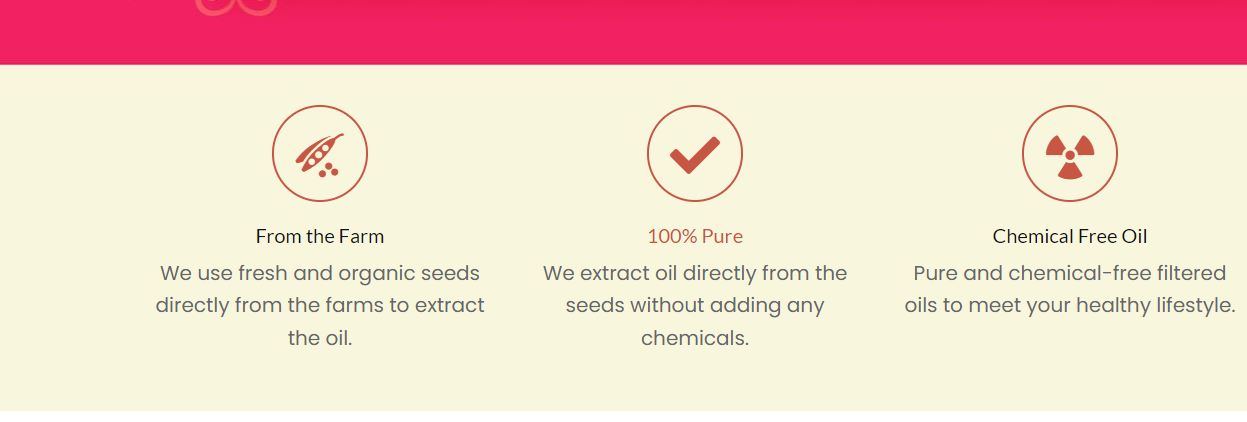 From the Farm
We use fresh and organic seeds
directly from the farms to extract
the oil.
100% Pure
We extract oil directly from the
seeds without adding any
chemicals.
Chemical Free Oil
Pure and chemical-free filtered
oils to meet your healthy lifestyle.